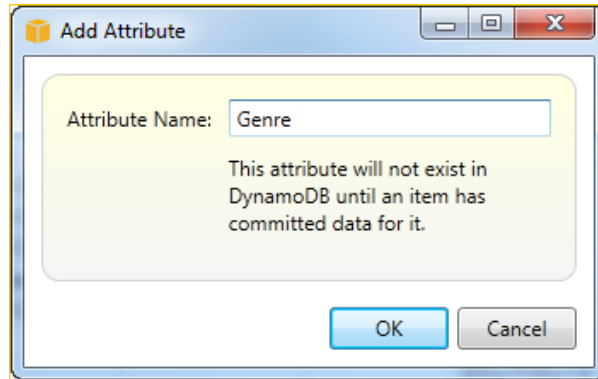 Add Attribute
Attribute Name: Genre
This attribute will not exist in
DynamoDB until an item has
committed data for it.
OK Cancel